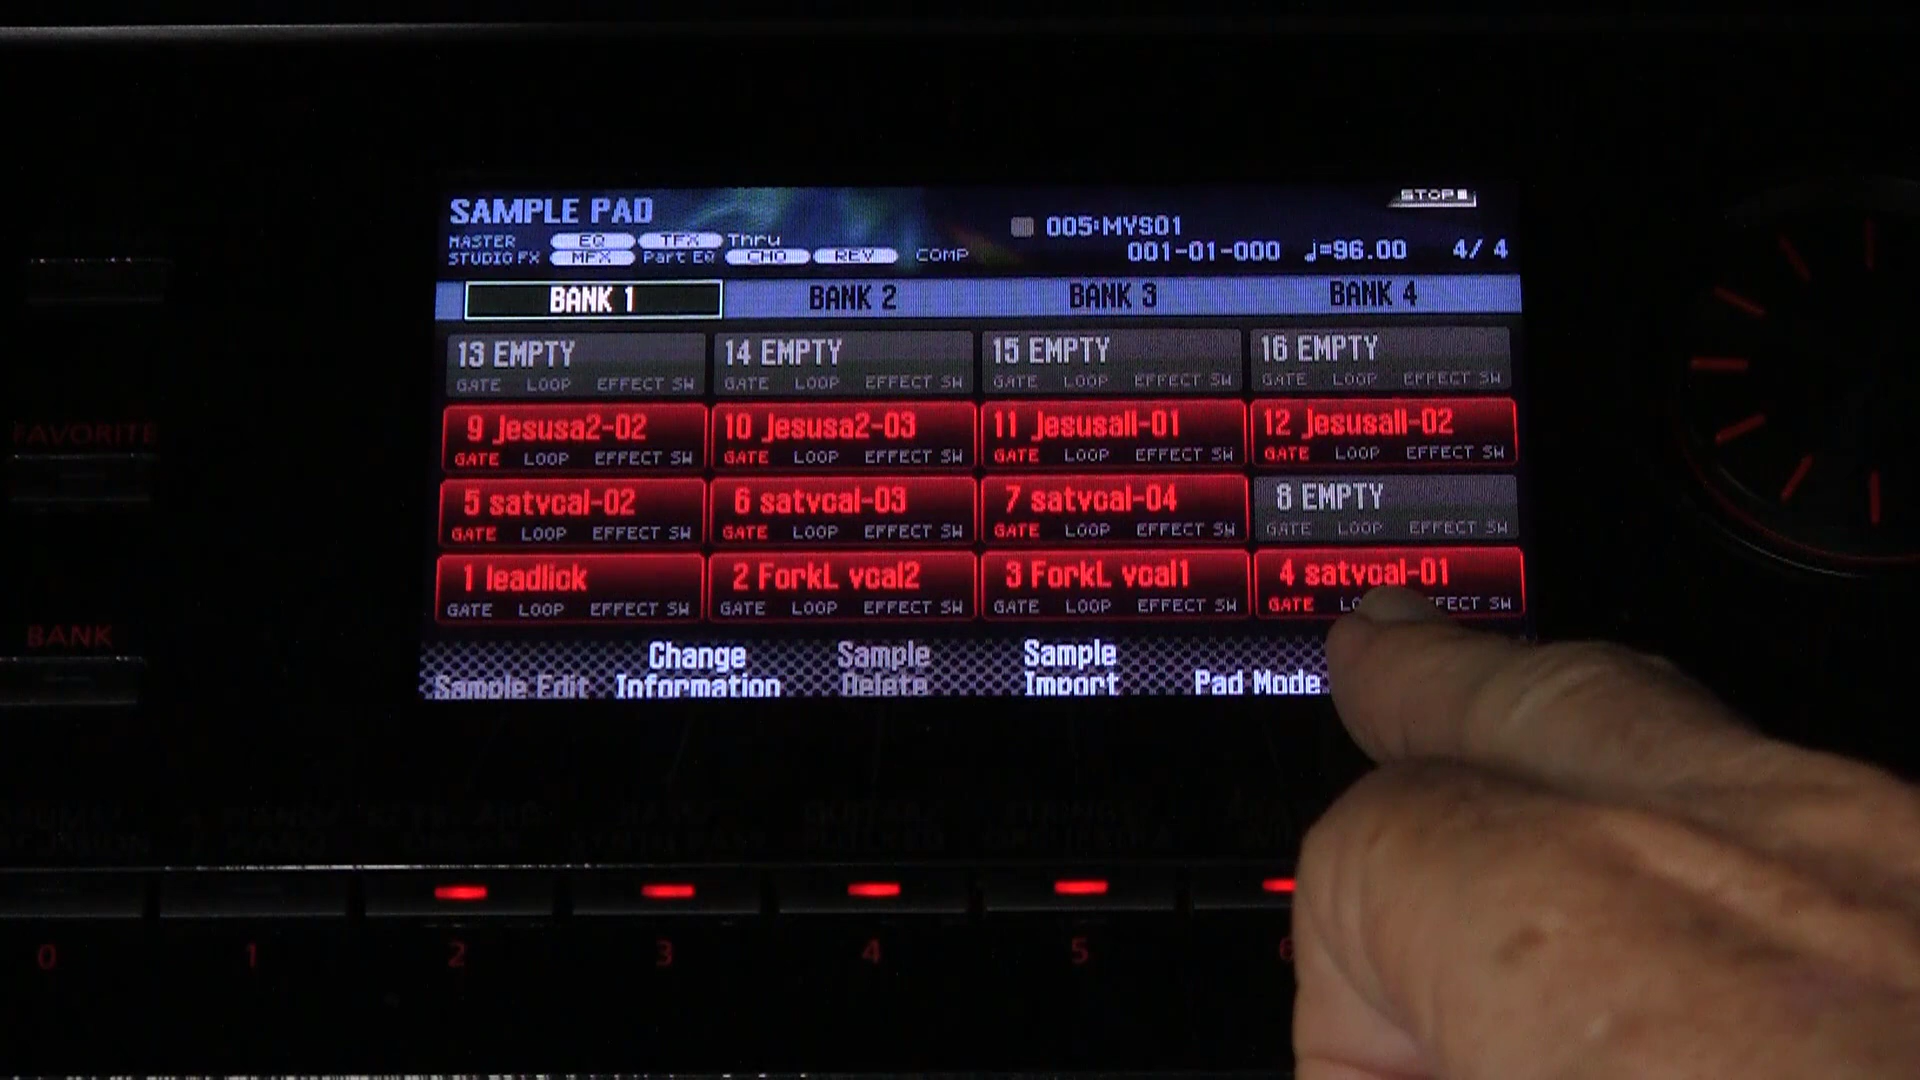 SAMPLE PAD
STOP
MASTER EQ TFX Thru
005:MYS01
STUDIO FX MFX Part EQ CHO REV COMP
001-01-000 ♩=96.00 4/ 4
BANK 1 BANK 2 BANK 3 BANK 4
13 EMPTY 14 EMPTY 15 EMPTY 16 EMPTY
GATE LOOP EFFECT SW GATE LOOP EFFECT SW GATE LOOP EFFECT SW GATE LOOP EFFECT SW
9 Jesusa2-02 10 Jesusa2-03 11 Jesusall-01 12 Jesusall-02
GATE LOOP EFFECT SW GATE LOOP EFFECT SW GATE LOOP EFFECT SW GATE LOOP EFFECT SW
5 satvcal-02 6 satvcal-03 7 satvcal-04 8 EMPTY
GATE LOOP EFFECT SW GATE LOOP EFFECT SW GATE LOOP EFFECT SW GATE LOOP EFFECT SW
1 leadlick 2 ForkL vcal2 3 ForkL vcal1 4 satvcal-01
GATE LOOP EFFECT SW GATE LOOP EFFECT SW GATE LOOP EFFECT SW GATE SW
Sample Edit Change Information Sample Delete Sample Import Pad Mode
FAVORITE
BANK
0 1 2 3 4 5 6